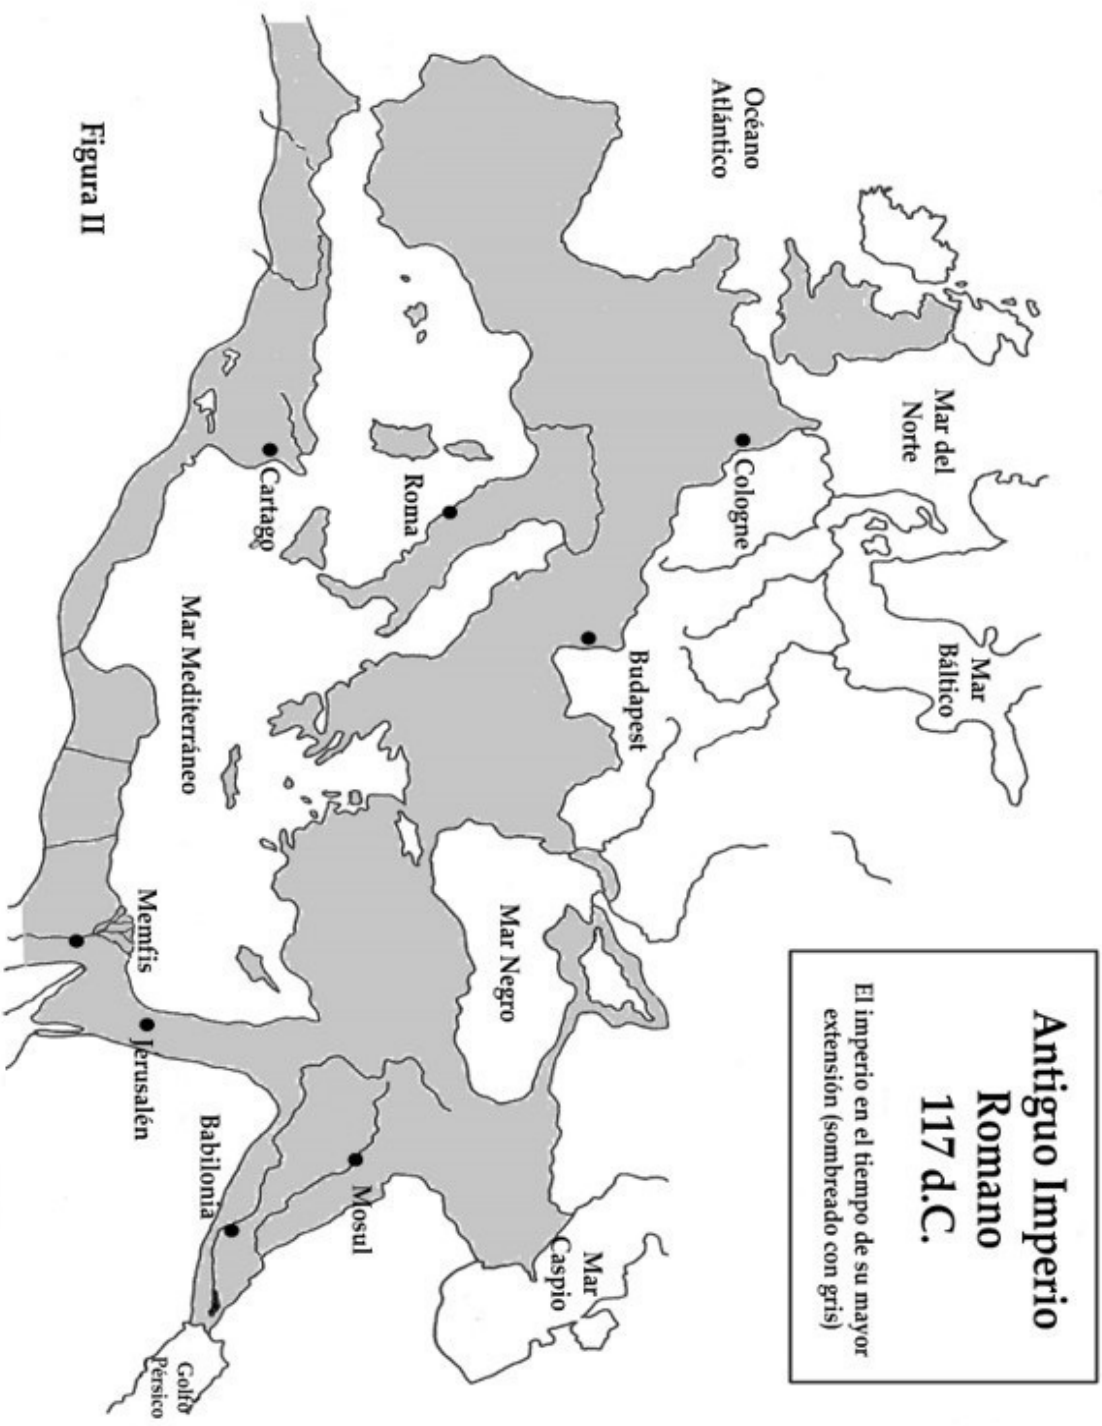 Antiguo Imperio
Romano
117 d.C.
El imperio en el tiempo de su mayor
extensión (sombreado con gris)
Océano
Atlántico
Mar del
Norte
Mar
Báltico
Cologne
Budapest
Roma
Cartago
Mar Mediterráneo
Mar Negro
Mar
Caspio
Memfis
Jerusalén
Mosul
Babilonia
Golfo
Pérsico
Figura II